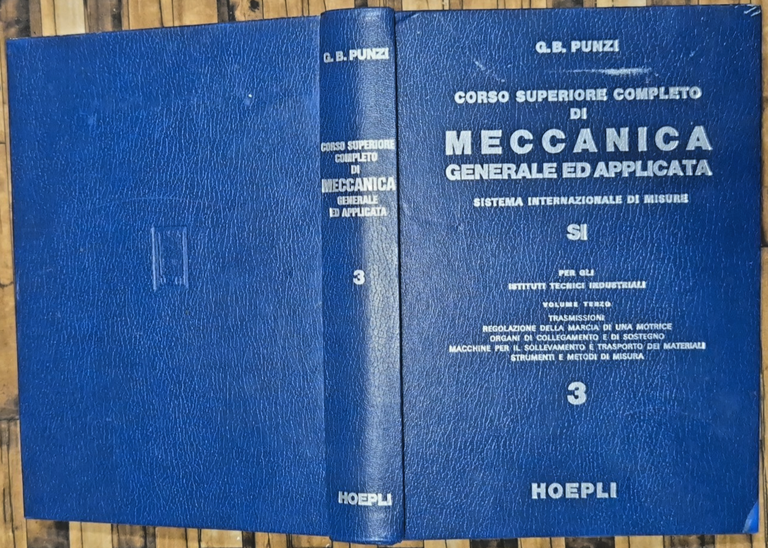 G. B. PUNZI
CORSO SUPERIORE
COMPLETO
DI
MECCANICA
GENERALE
ED APPLICATA
3
HOEPLI
G.B. PUNZI
CORSO SUPERIORE COMPLETO
DI
MECCANICA
GENERALE ED APPLICATA
SISTEMA INTERNAZIONALE DI MISURE
SI
PER GLI
ISTITUTI TECNICI INDUSTRIALI
VOLUME TERZO
TRASMISSIONI
REGOLAZIONE DELLA MARCIA DI UNA MOTRICE
ORGANI DI COLLEGAMENTO E DI SOSTEGNO
MACCHINE PER IL SOLLEVAMENTO E TRASPORTO DEI MATERIALI
STRUMENTI E METODI DI MISURA
3
HOEPLI